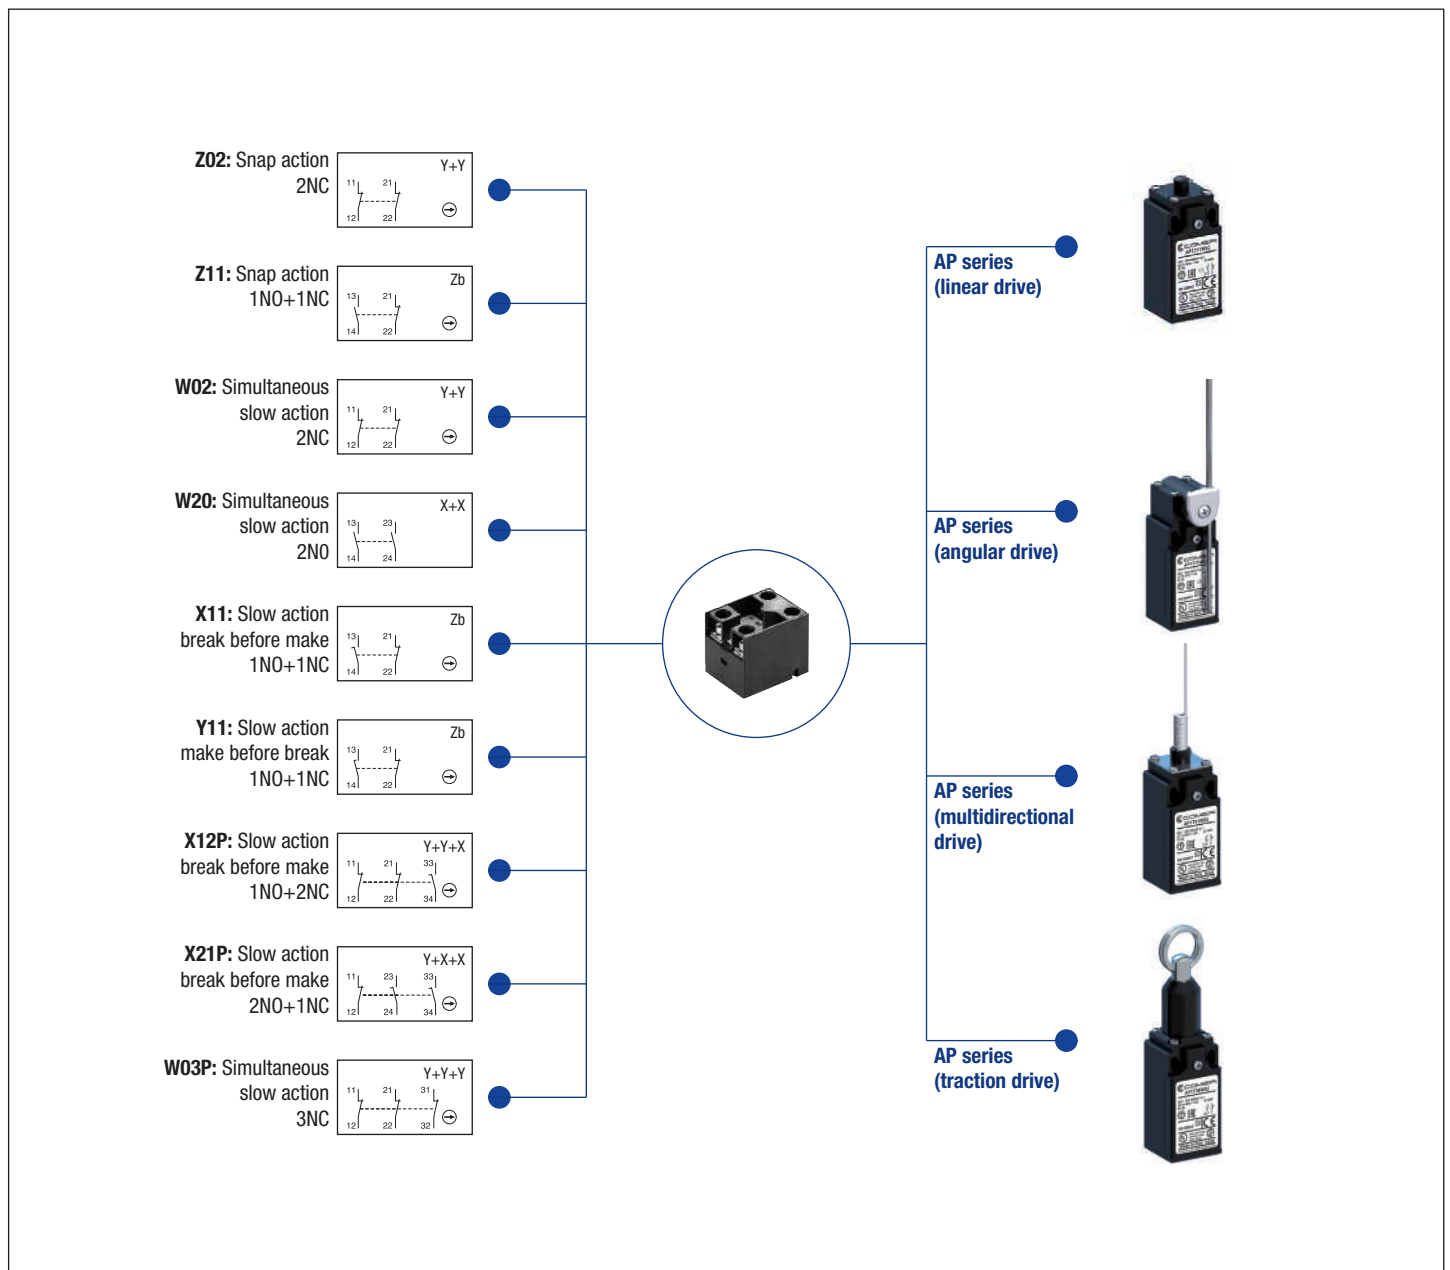 Z02: Snap action
2NC
Y+Y
11 21
12 22
Z11: Snap action
1NO+1NC
Zb
13 21
14 22
W02: Simultaneous
slow action
2NC
Y+Y
11 21
12 22
W20: Simultaneous
slow action
2NO
X+X
13 23
14 24
X11: Slow action
break before make
1NO+1NC
Zb
13 21
14 22
Y11: Slow action
make before break
1NO+1NC
Zb
13 21
14 22
X12P: Slow action
break before make
1NO+2NC
Y+Y+X
11 21 33
12 22 34
X21P: Slow action
break before make
2NO+1NC
Y+X+X
11 23 33
12 24 34
W03P: Simultaneous
slow action
3NC
Y+Y+Y
11 21 31
12 22 32
AP series
(linear drive)
AP series
(angular drive)
AP series
(multidirectional
drive)
AP series
(traction drive)
COMEPI
COMEPI
COMEPI
COMEPI